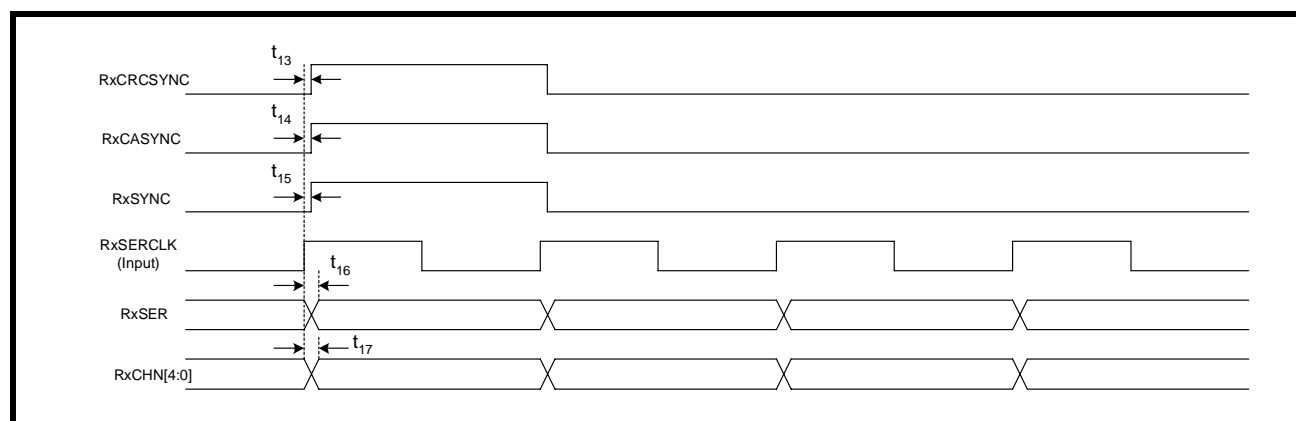 t13
RxCRCSYNC
t14
RxCASYNC
t15
RxSYNC
RxSERCLK
(Input)
t16
RxSER
t17
RxCHN[4:0]